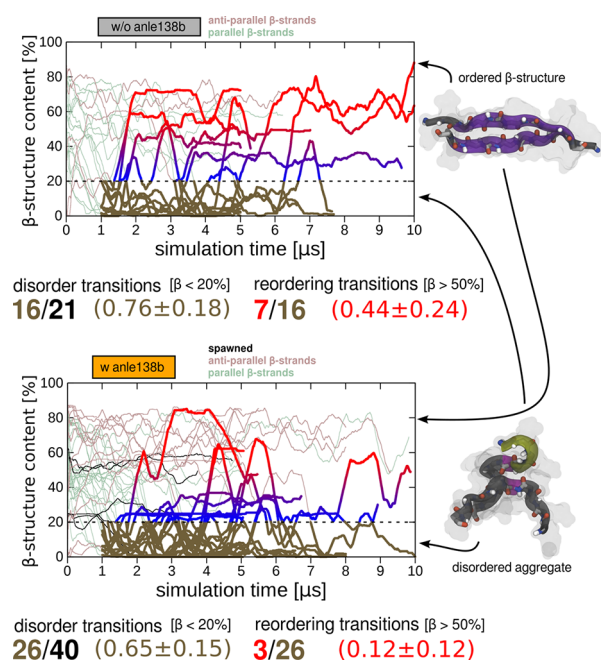 w/o anle138b
anti-parallel β-strands
parallel β-strands
β-structure content [%]
100
80
60
40
20
0
0 1 2 3 4 5 6 7 8 9 10
simulation time [µs]
ordered β-structure
disorder transitions [β < 20%] reordering transitions [β > 50%]
16/21 (0.76±0.18) 7/16 (0.44±0.24)
w anle138b
spawned
anti-parallel β-strands
parallel β-strands
β-structure content [%]
100
80
60
40
20
0
0 1 2 3 4 5 6 7 8 9 10
simulation time [µs]
disordered aggregate
disorder transitions [β < 20%] reordering transitions [β > 50%]
26/40 (0.65±0.15) 3/26 (0.12±0.12)